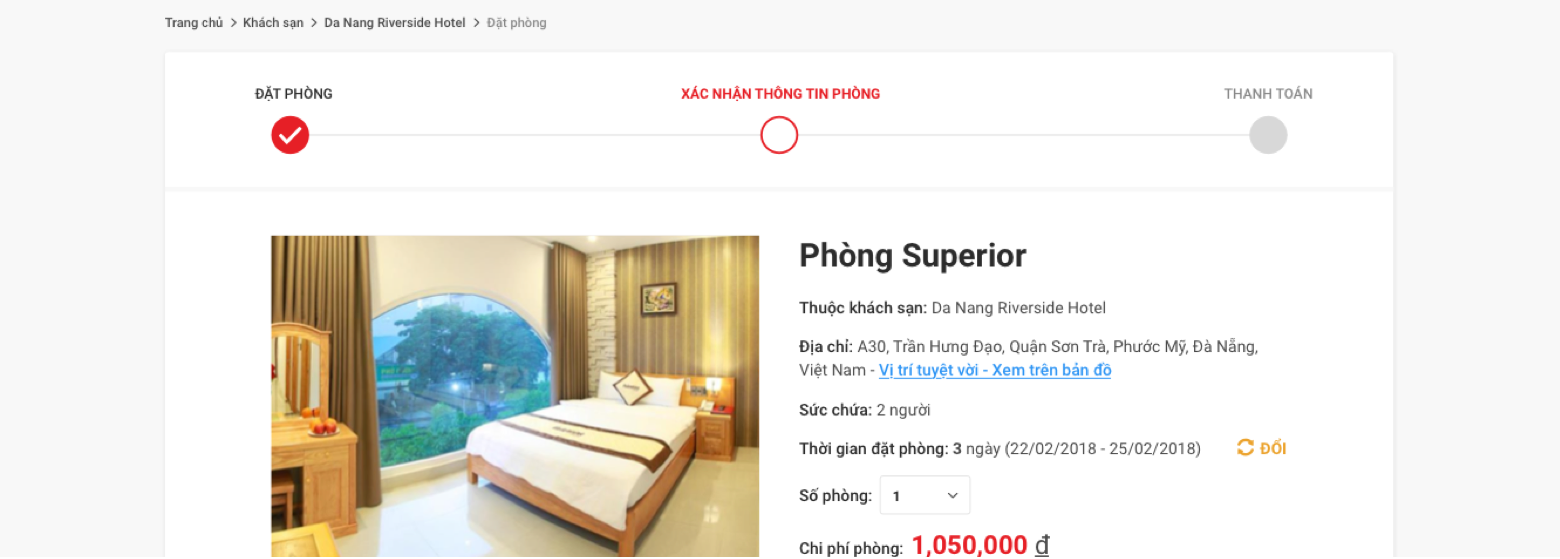 Trang chủ > Khách sạn > Da Nang Riverside Hotel > Đặt phòng
ĐẶT PHÒNG
XÁC NHẬN THÔNG TIN PHÒNG
THANH TOÁN
Phòng Superior
Thuộc khách sạn: Da Nang Riverside Hotel
Địa chỉ: A30, Trần Hưng Đạo, Quận Sơn Trà, Phước Mỹ, Đà Nẵng,
Việt Nam - Vị trí tuyệt vời - Xem trên bản đồ
Sức chứa: 2 người
Thời gian đặt phòng: 3 ngày (22/02/2018 - 25/02/2018) ĐỔI
Số phòng: 1
Chi phí phòng: 1,050,000 đ